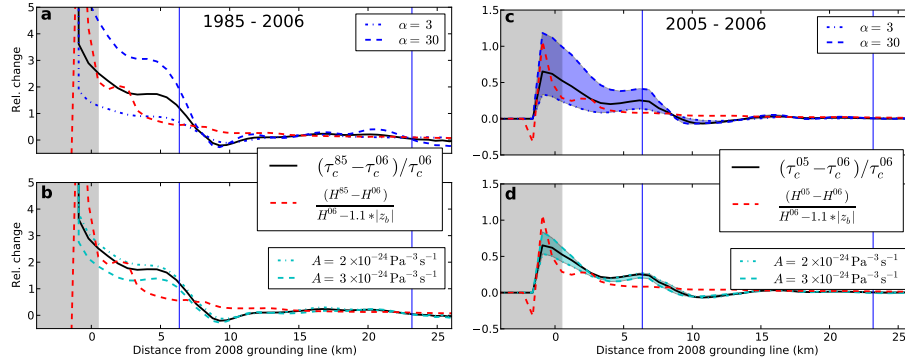 a
1985 - 2006
α = 3
α = 30
Rel. change
5
4
3
2
1
0
c
2005 - 2006
α = 3
α = 30
1.5
1.0
0.5
0.0
−0.5
(τ_c^85 − τ_c^06)/τ_c^06
(H^85 − H^06)
H^06 − 1.1 * |z_b|
(τ_c^05 − τ_c^06)/τ_c^06
(H^05 − H^06)
H^06 − 1.1 * |z_b|
b
A = 2 × 10^−24 Pa^−3 s^−1
A = 3 × 10^−24 Pa^−3 s^−1
Rel. change
5
4
3
2
1
0
0 5 10 15 20 25
Distance from 2008 grounding line (km)
d
A = 2 × 10^−24 Pa^−3 s^−1
A = 3 × 10^−24 Pa^−3 s^−1
1.5
1.0
0.5
0.0
−0.5
0 5 10 15 20 25
Distance from 2008 grounding line (km)